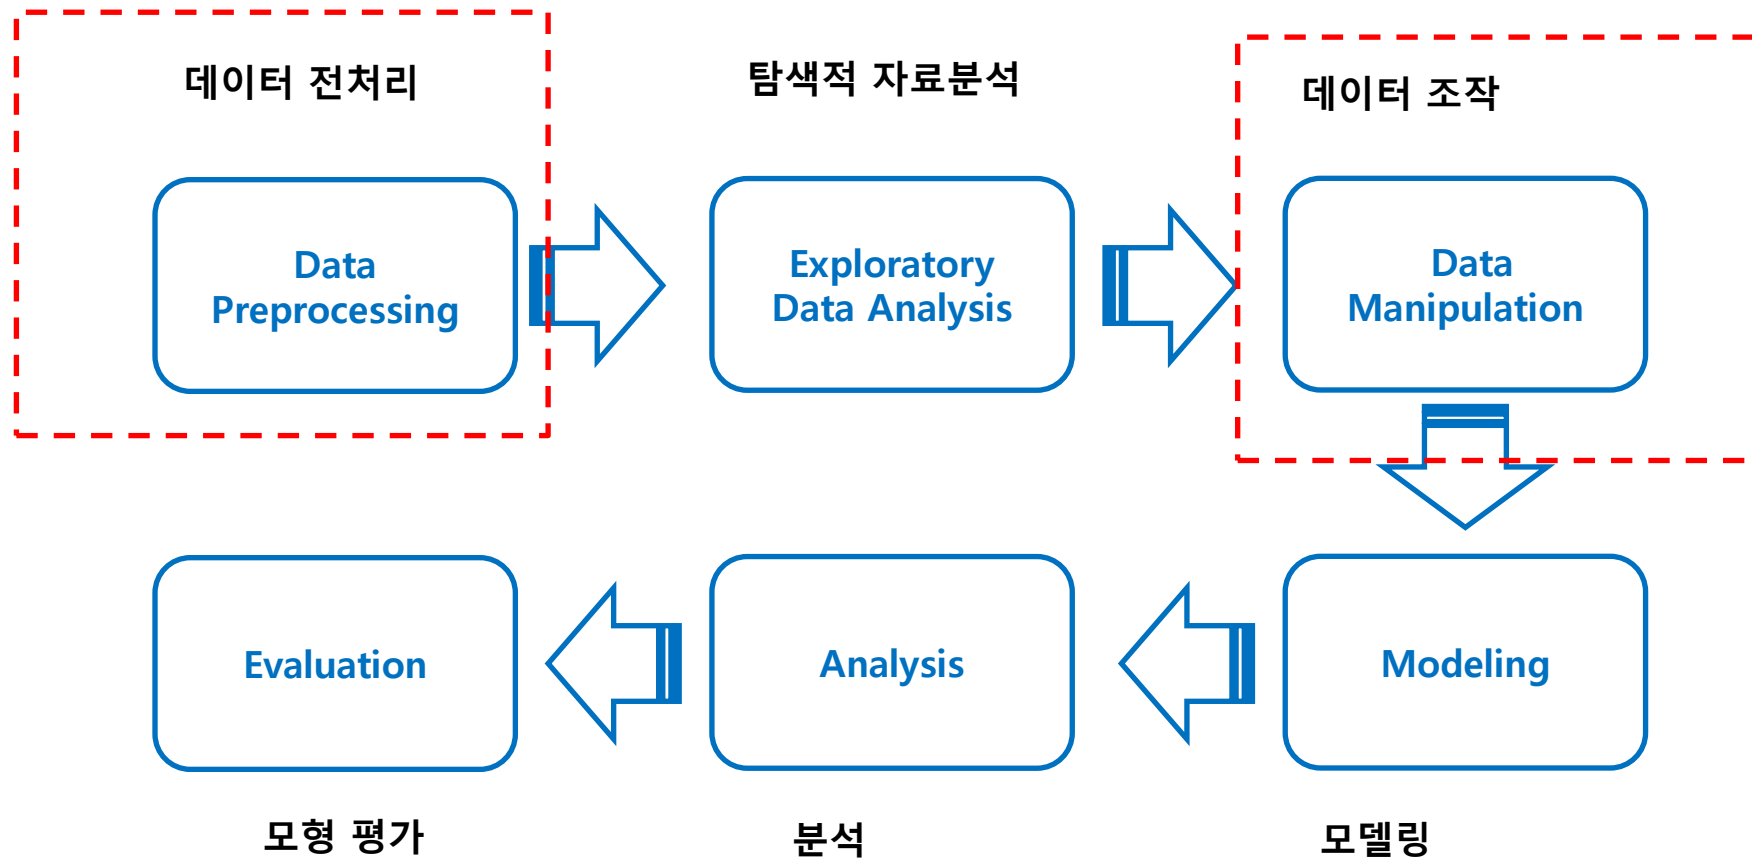 데이터 전처리
탐색적 자료분석
데이터 조작
Data
Preprocessing
Exploratory
Data Analysis
Data
Manipulation
Evaluation
Analysis
Modeling
모형 평가
분석
모델링